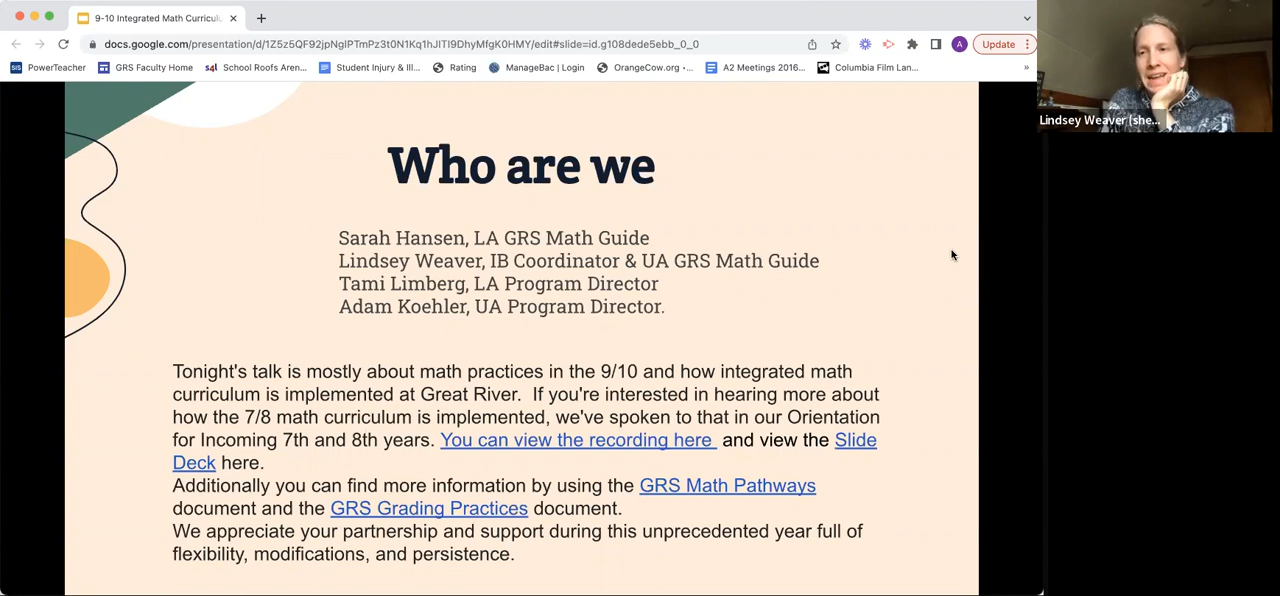 9-10 Integrated Math Curricul
docs.google.com/presentation/d/1Z5z5QF92jpNglPTmPz3t0N1Kq1hJITl9DhyMfgK0HMY/edit#slide=id.g108dede5ebb_0_0
A
Update
SIS PowerTeacher
GRS Faculty Home
s4l School Roofs Aren...
Student Injury & Ill...
Rating
ManageBac | Login
OrangeCow.org •...
A2 Meetings 2016...
Columbia Film Lan...
»
Lindsey Weaver (she...
Who are we
Sarah Hansen, LA GRS Math Guide
Lindsey Weaver, IB Coordinator & UA GRS Math Guide
Tami Limberg, LA Program Director
Adam Koehler, UA Program Director.
Tonight's talk is mostly about math practices in the 9/10 and how integrated math
curriculum is implemented at Great River.  If you're interested in hearing more about
how the 7/8 math curriculum is implemented, we've spoken to that in our Orientation
for Incoming 7th and 8th years. You can view the recording here  and view the Slide
Deck here.
Additionally you can find more information by using the GRS Math Pathways
document and the GRS Grading Practices document.
We appreciate your partnership and support during this unprecedented year full of
flexibility, modifications, and persistence.